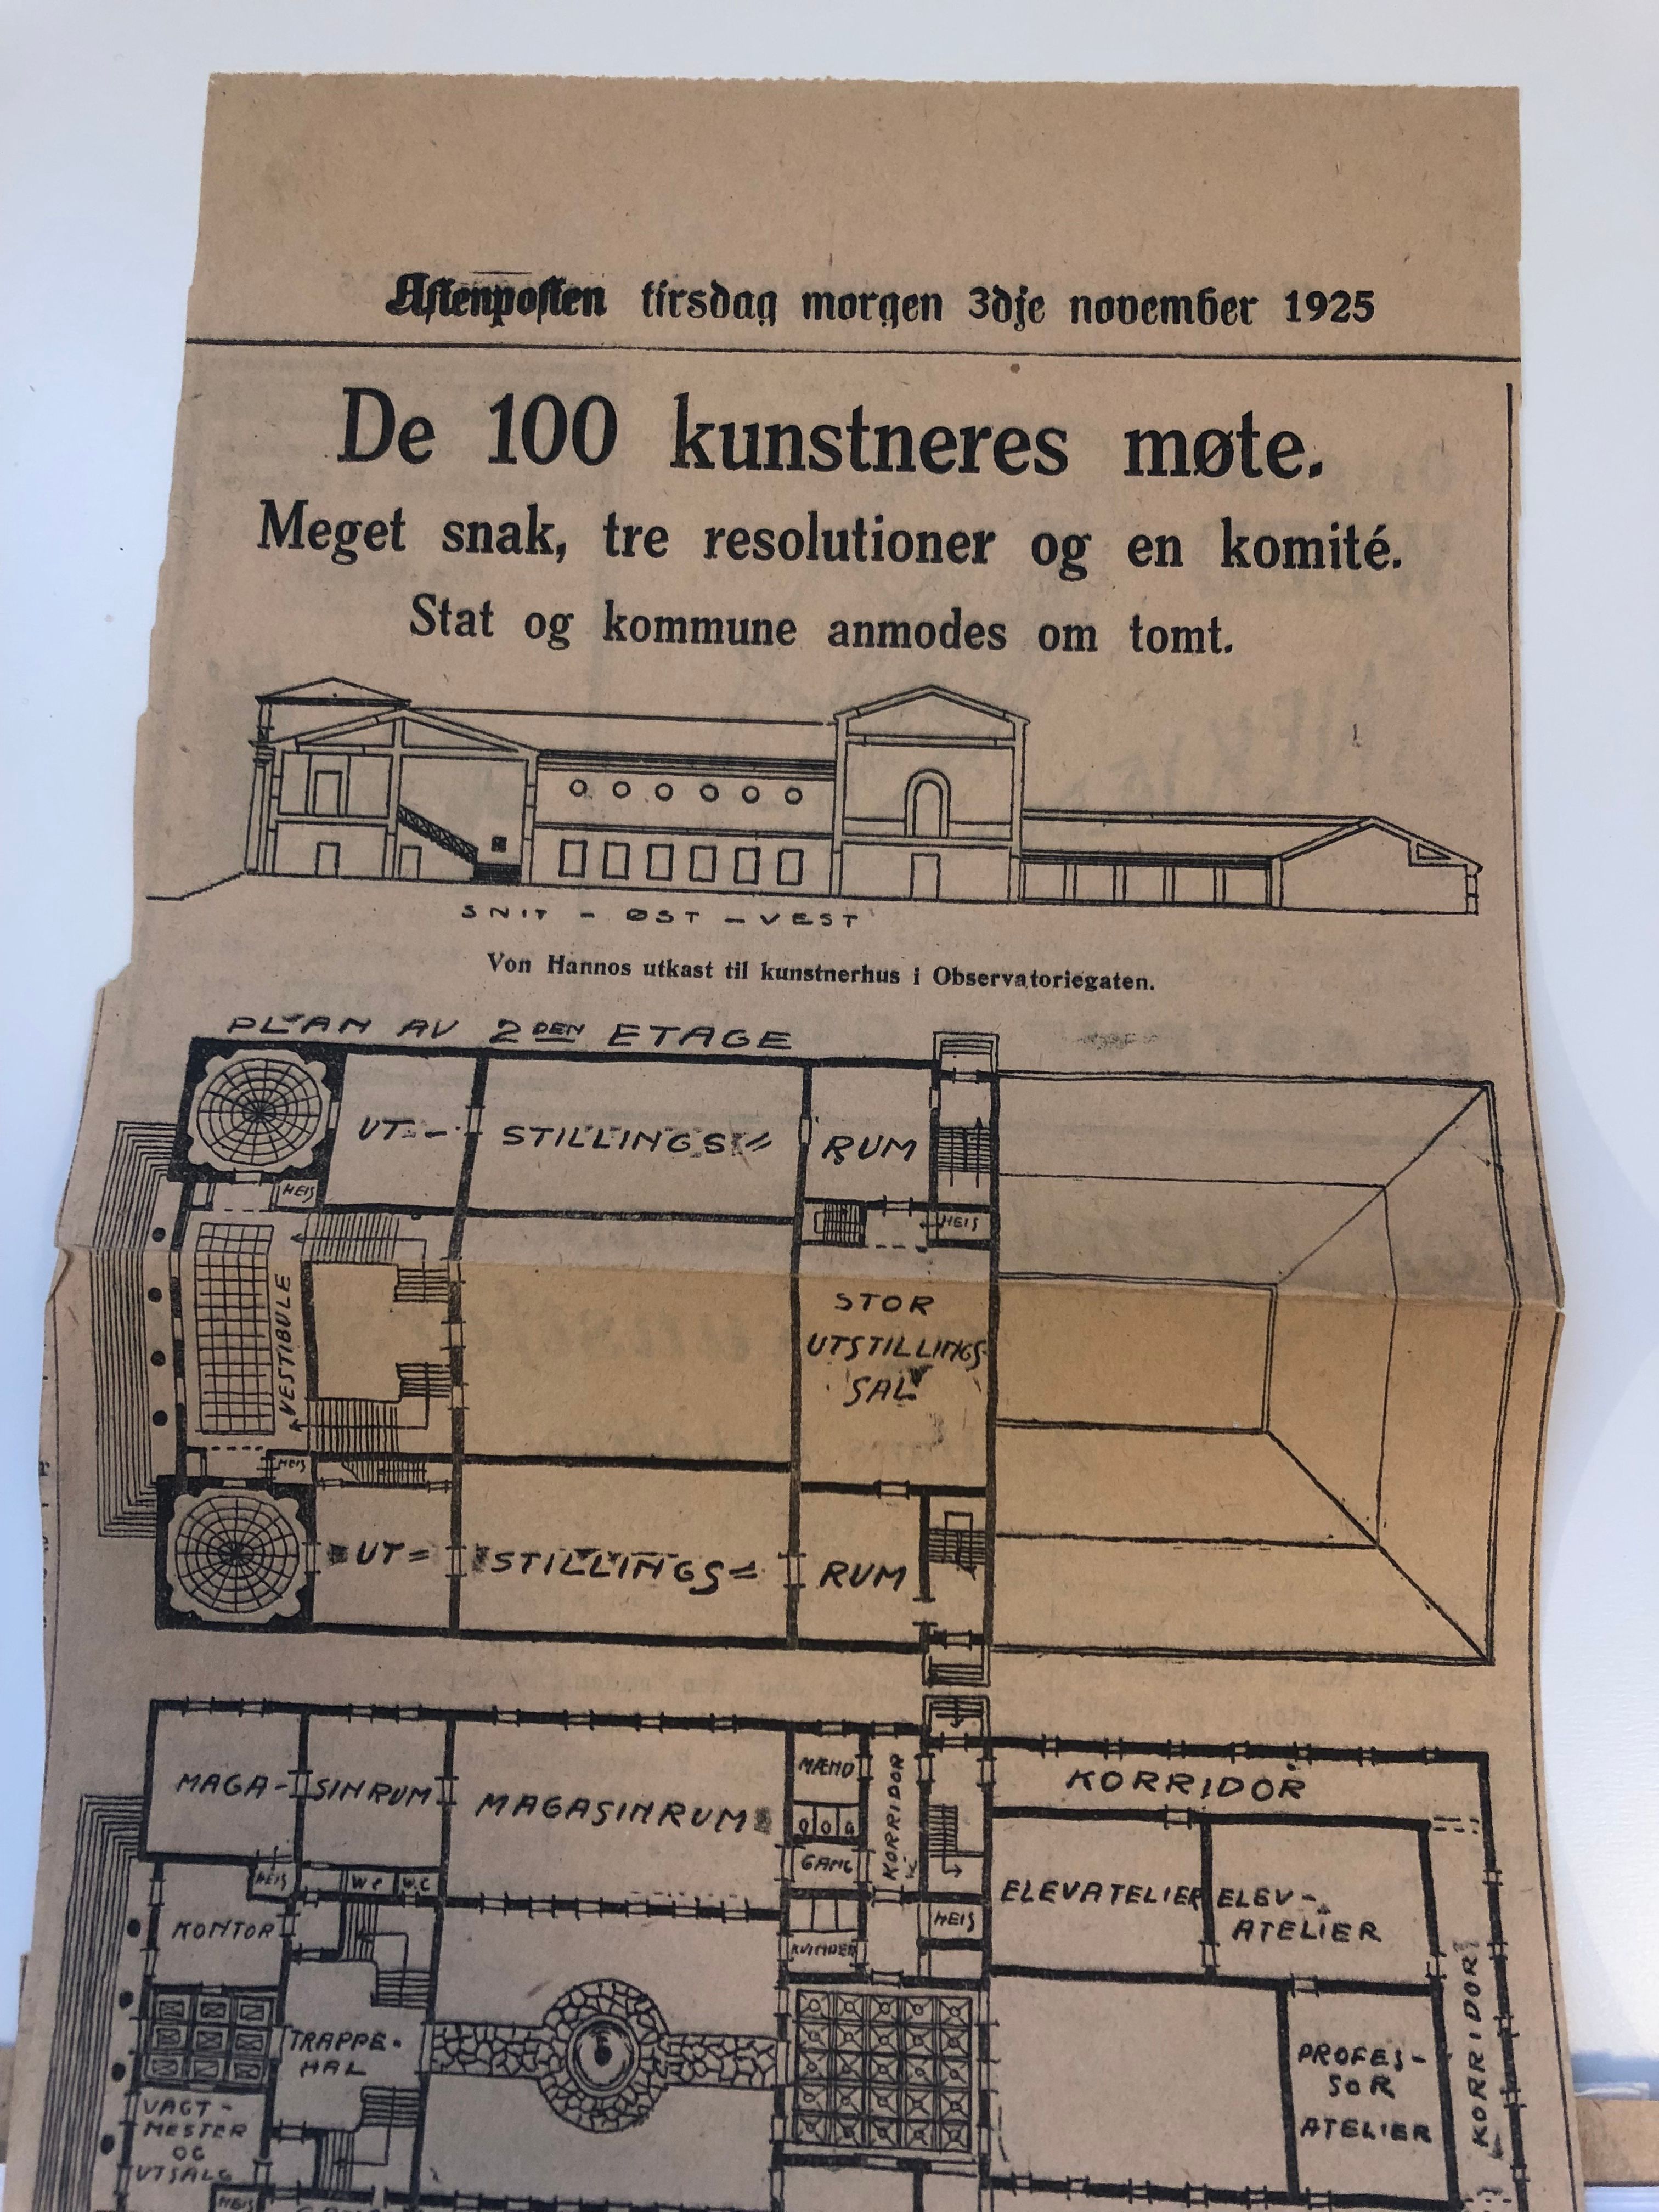 Aftenposten tirsdag morgen 3dje november 1925
De 100 kunstneres møte.
Meget snak, tre resolutioner og en komité.
Stat og kommune anmodes om tomt.
SNIT - ØST - VEST
Von Hannos utkast til kunstnerhus i Observatoriegaten.
PLAN AV 2DEN ETAGE
UT- STILLINGS= RUM
HEIS
HEIS
VESTIBULE
STOR
UTSTILLINGS-
SAL
HEIS
UT= STILLINGS= RUM
MAGA- SINRUM
MAGASINRUM
MÆND
KORRIDOR
KORRIDOR
GANG
HEIS
WC
W.C
KONTOR
KVINDER
HEIS
ELEVATELIER
ELEV-
ATELIER
TRAPPE-
HAL
PROFES-
SOR
ATELIER
KORRIDOR
KORRIDOR
VAGT-
MESTER
OG
UTSALG
HEIS